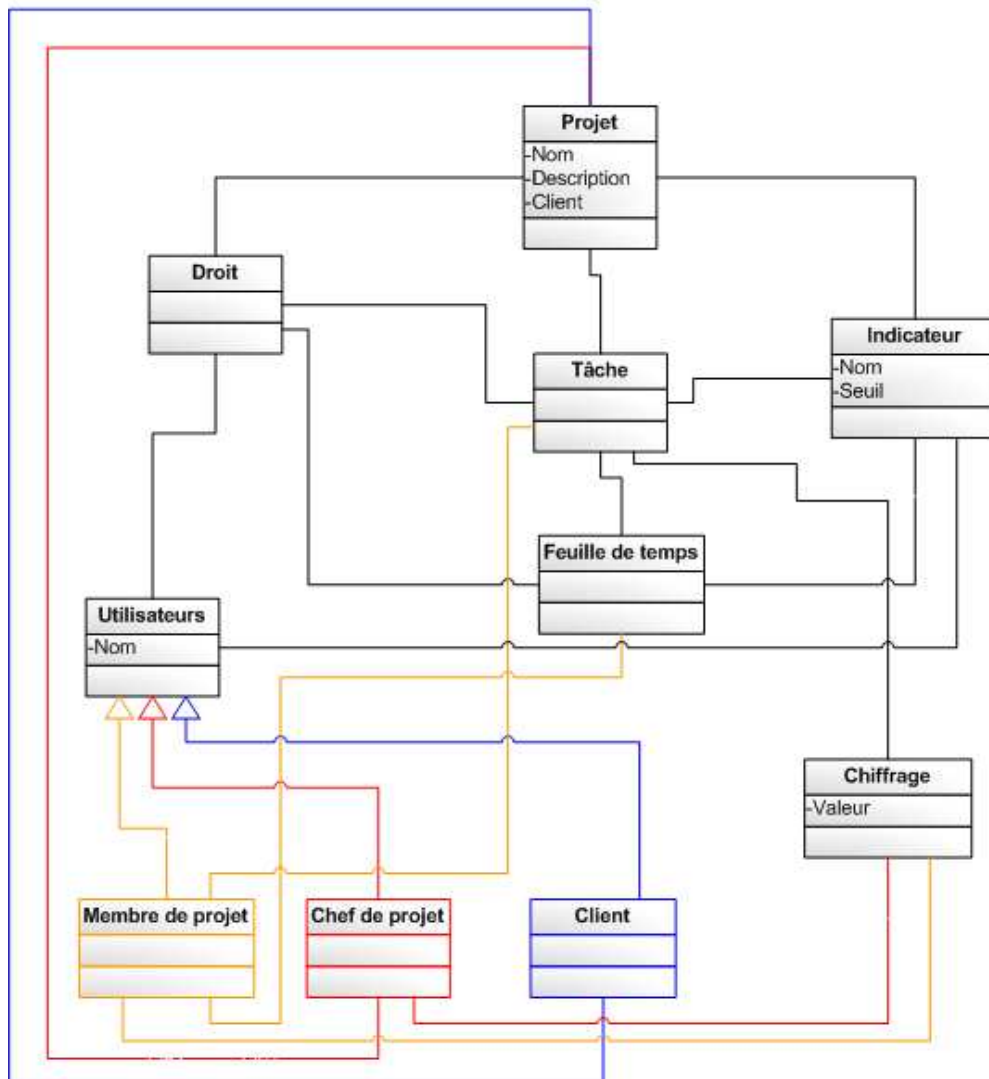 Projet
-Nom
-Description
-Client
Droit
Indicateur
-Nom
-Seuil
Tâche
Feuille de temps
Utilisateurs
-Nom
Chiffrage
-Valeur
Membre de projet
Chef de projet
Client